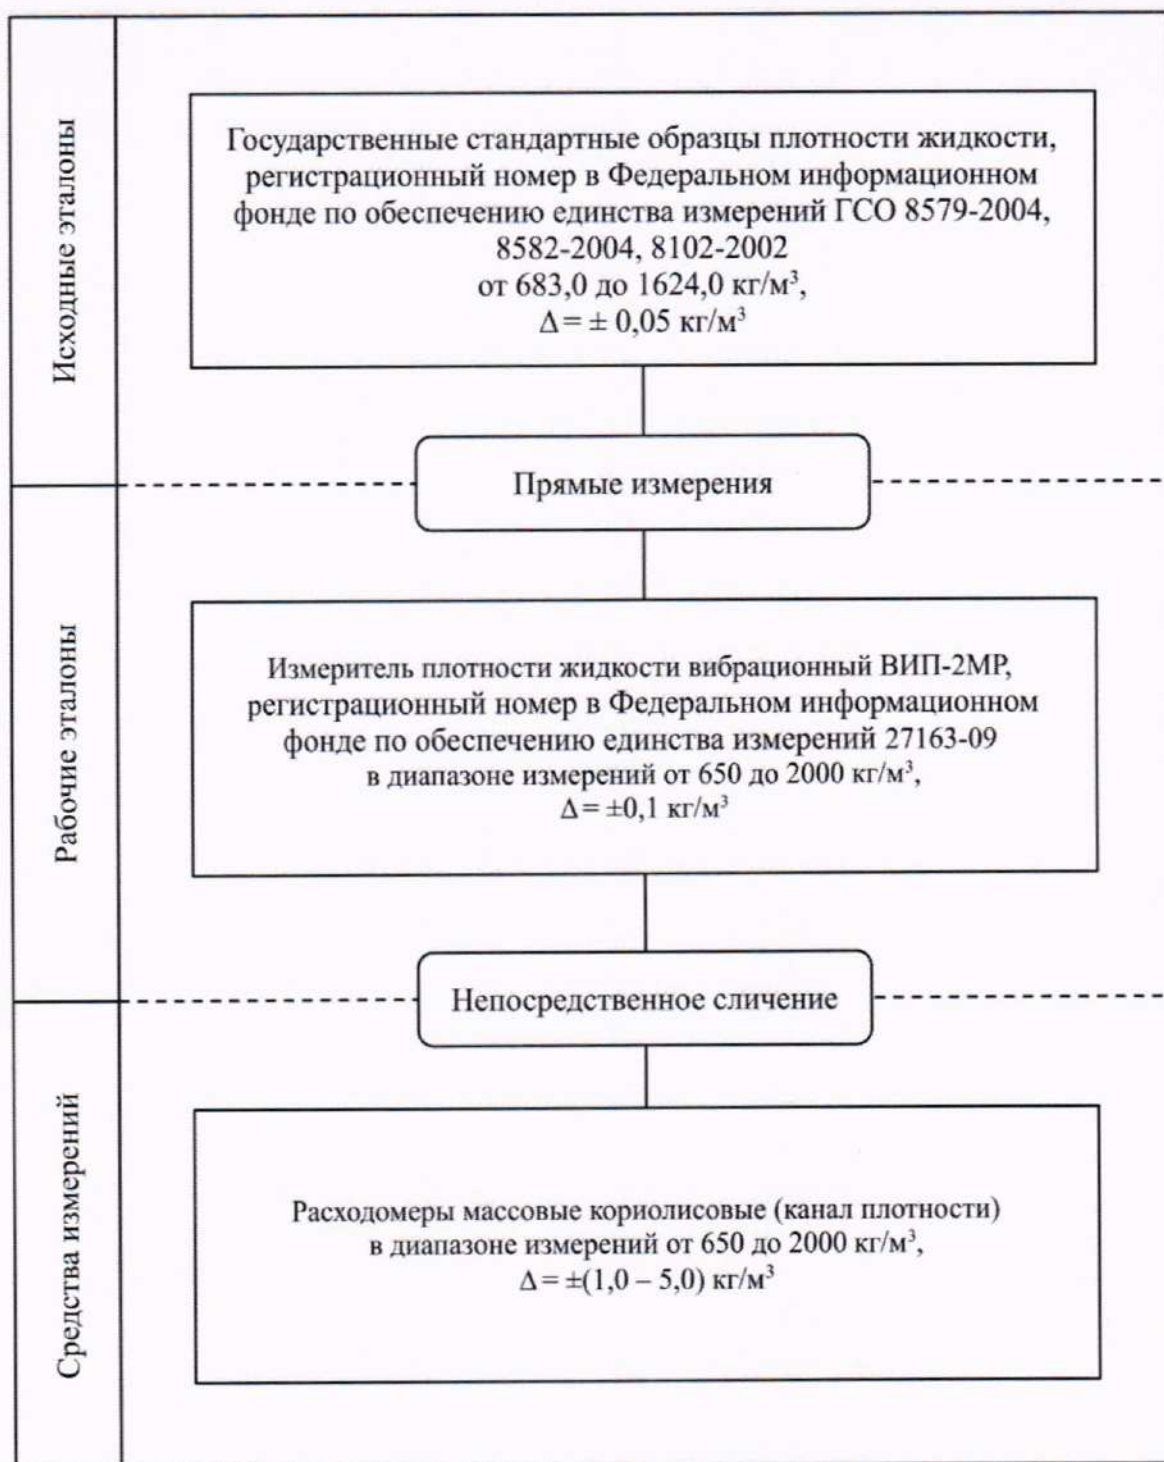 Исходные эталоны
Государственные стандартные образцы плотности жидкости,
регистрационный номер в Федеральном информационном
фонде по обеспечению единства измерений ГСО 8579-2004,
8582-2004, 8102-2002
от 683,0 до 1624,0 кг/м³,
Δ = ± 0,05 кг/м³
Прямые измерения
Рабочие эталоны
Измеритель плотности жидкости вибрационный ВИП-2МР,
регистрационный номер в Федеральном информационном
фонде по обеспечению единства измерений 27163-09
в диапазоне измерений от 650 до 2000 кг/м³,
Δ = ±0,1 кг/м³
Непосредственное сличение
Средства измерений
Расходомеры массовые кориолисовые (канал плотности)
в диапазоне измерений от 650 до 2000 кг/м³,
Δ = ±(1,0 – 5,0) кг/м³